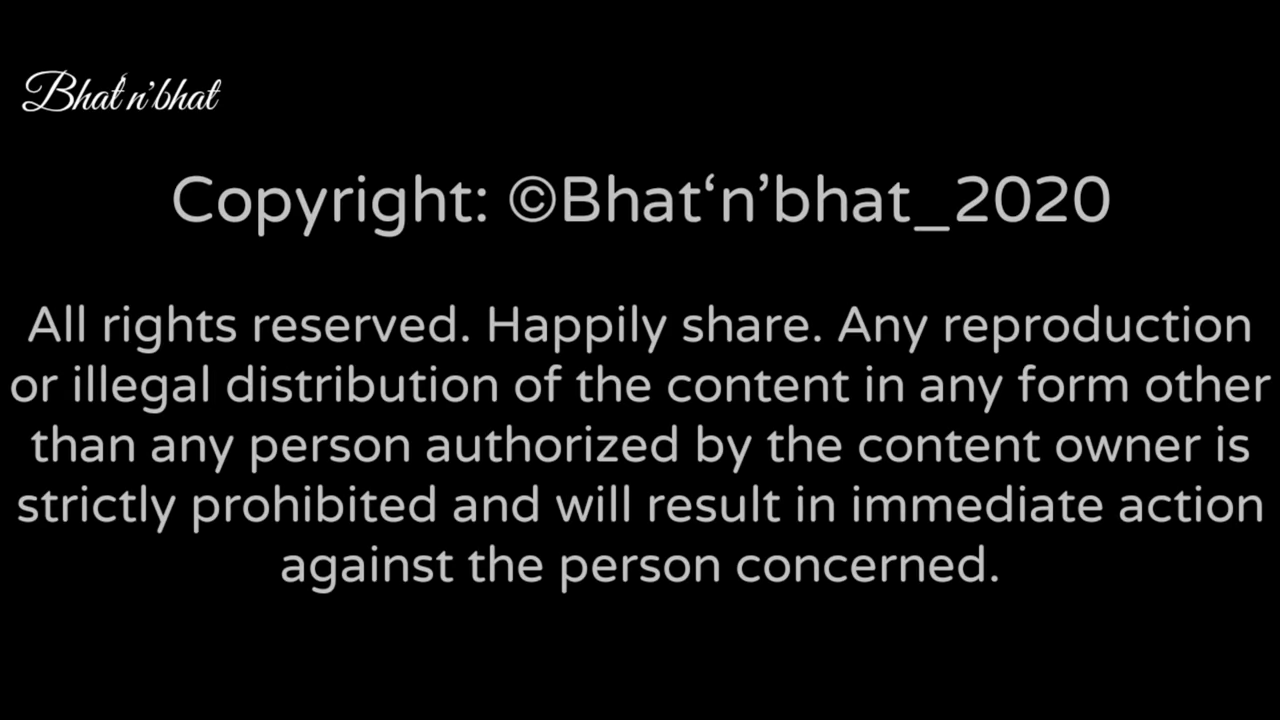 Bhat'n'bhat
Copyright: ©Bhat‘n’bhat_2020
All rights reserved. Happily share. Any reproduction
or illegal distribution of the content in any form other
than any person authorized by the content owner is
strictly prohibited and will result in immediate action
against the person concerned.